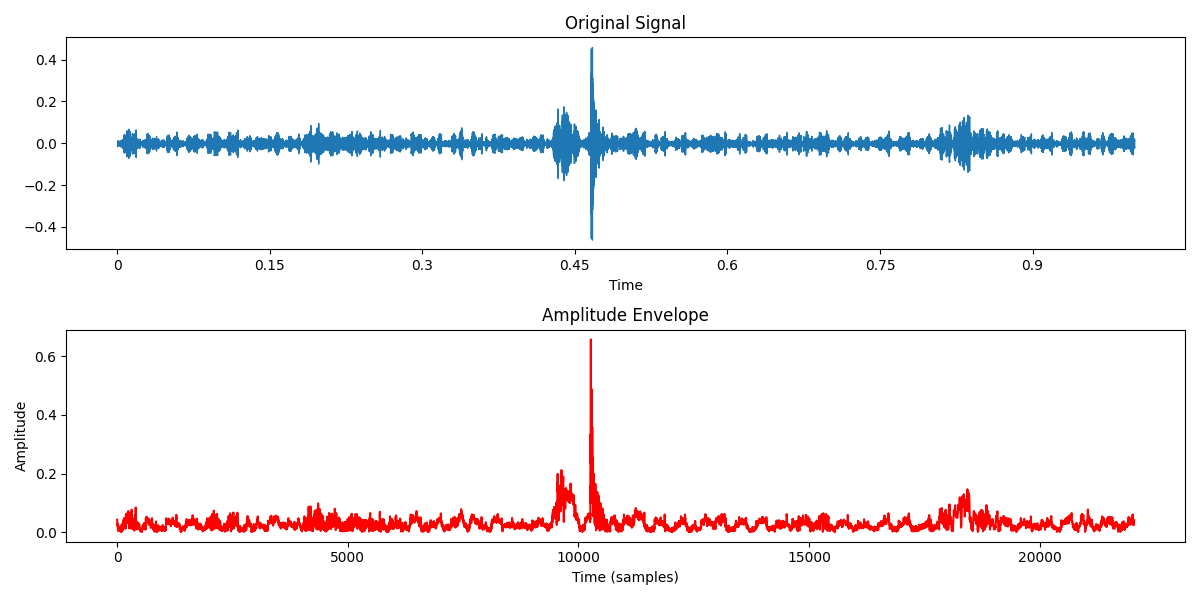 Original Signal
0.4
0.2
0.0
−0.2
−0.4
0 0.15 0.3 0.45 0.6 0.75 0.9
Time
Amplitude Envelope
Amplitude
0.6
0.4
0.2
0.0
0 5000 10000 15000 20000
Time (samples)